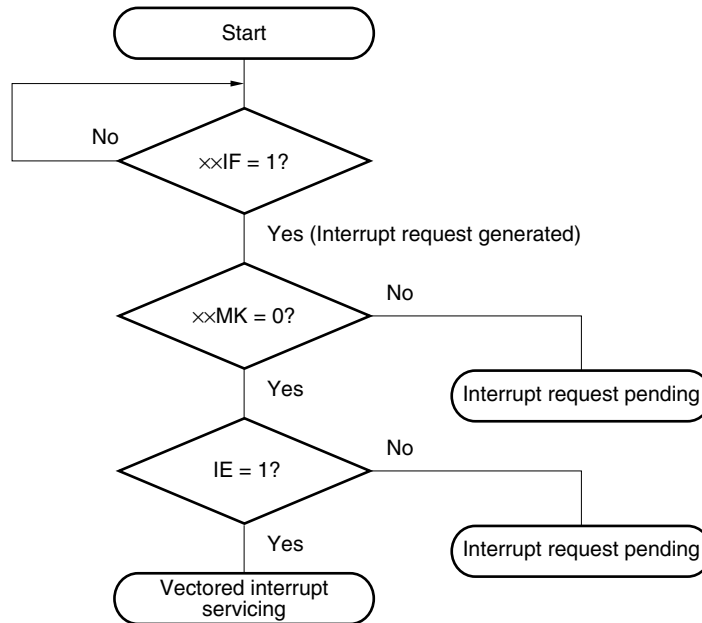 Start
No
××IF = 1?
Yes (Interrupt request generated)
No
××MK = 0?
Yes
Interrupt request pending
No
IE = 1?
Yes
Interrupt request pending
Vectored interrupt
servicing